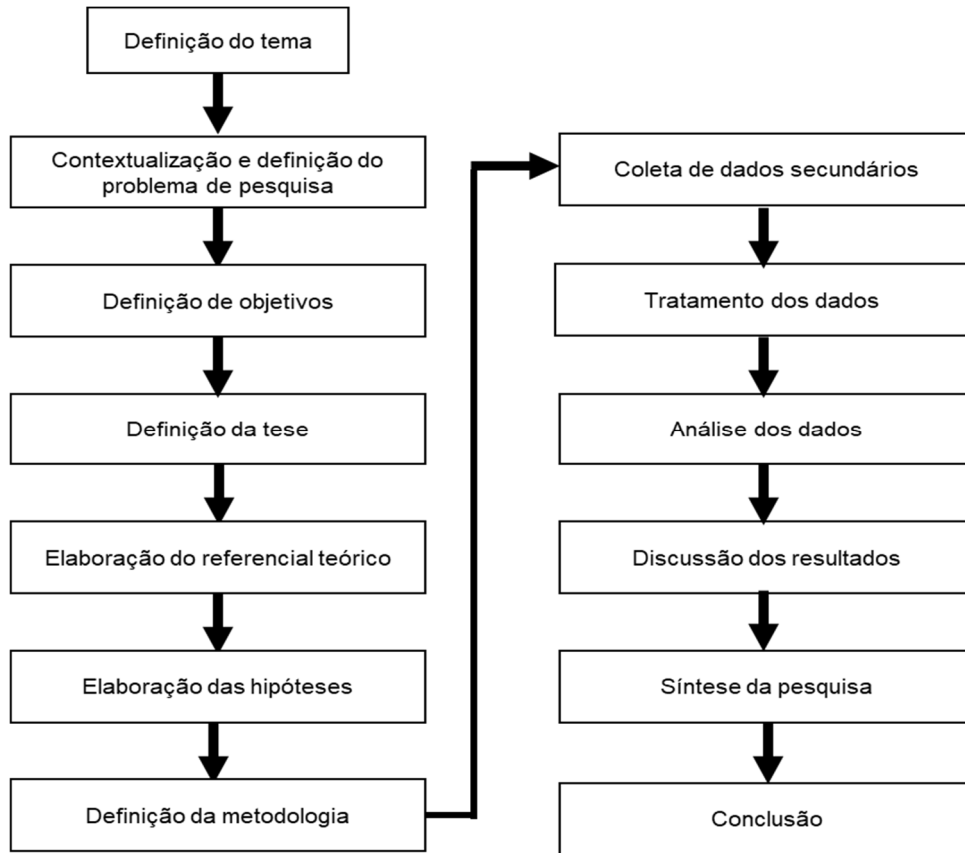 Definição do tema
Contextualização e definição do
problema de pesquisa
Definição de objetivos
Definição da tese
Elaboração do referencial teórico
Elaboração das hipóteses
Definição da metodologia
Coleta de dados secundários
Tratamento dos dados
Análise dos dados
Discussão dos resultados
Síntese da pesquisa
Conclusão